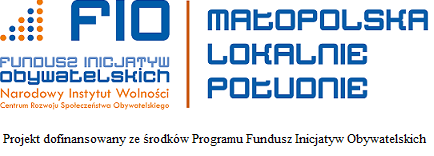 FIO
FUNDUSZ INICJATYW
OBYWATELSKICH
Narodowy Instytut Wolności
Centrum Rozwoju Społeczeństwa Obywatelskiego
MAŁOPOLSKA
LOKALNIE
POŁUDNIE
Projekt dofinansowany ze środków Programu Fundusz Inicjatyw Obywatelskich